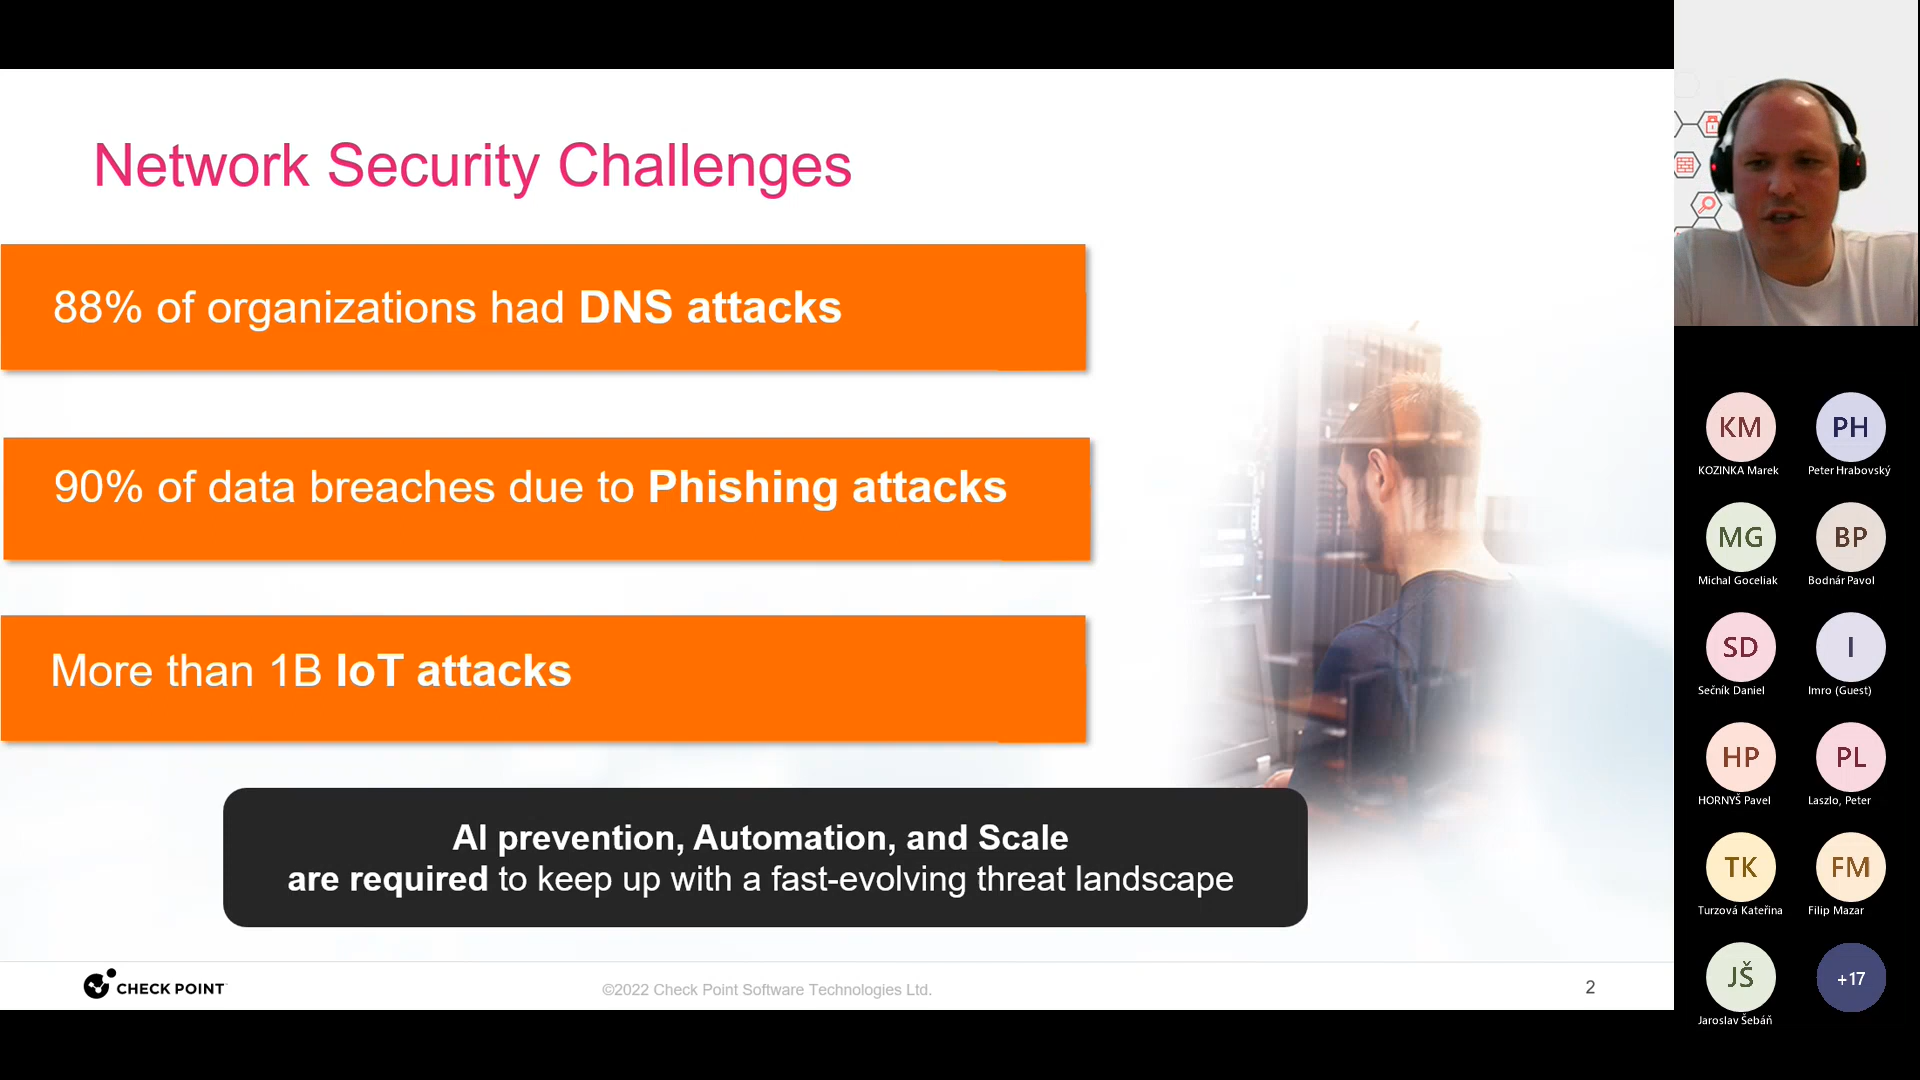 Network Security Challenges
88% of organizations had DNS attacks
90% of data breaches due to Phishing attacks
More than 1B IoT attacks
AI prevention, Automation, and Scale
are required to keep up with a fast-evolving threat landscape
CHECK POINT
©2022 Check Point Software Technologies Ltd.
2
KM
KOZINKA Marek
PH
Peter Hrabovský
MG
Michal Goceliak
BP
Bodnár Pavol
SD
Sečník Daniel
I
Imro (Guest)
HP
HORNYŠ Pavel
PL
Laszlo, Peter
TK
Turzová Kateřina
FM
Filip Mazar
JŠ
Jaroslav Šebáň
+17